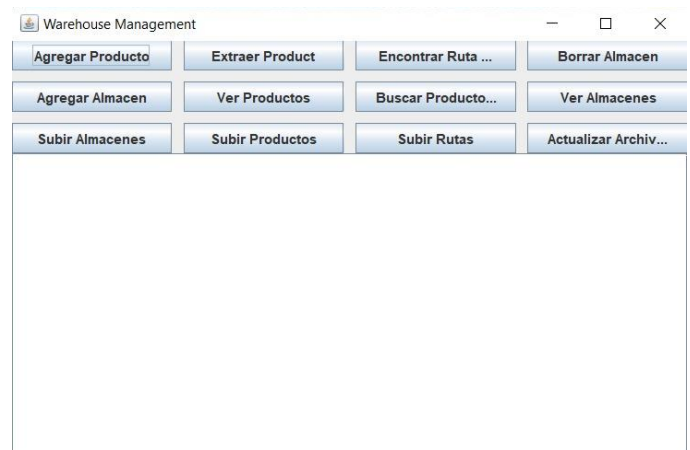 Warehouse Management
Agregar Producto Extraer Product Encontrar Ruta ... Borrar Almacen
Agregar Almacen Ver Productos Buscar Producto... Ver Almacenes
Subir Almacenes Subir Productos Subir Rutas Actualizar Archiv...